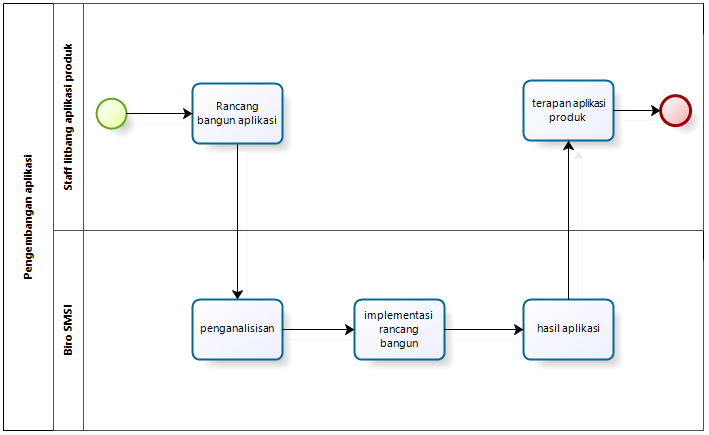 Pengembangan aplikasi
Staff litbang aplikasi produk
Rancang
bangun aplikasi
terapan aplikasi
produk
Biro SMSI
penganalisisan
implementasi
rancang
bangun
hasil aplikasi